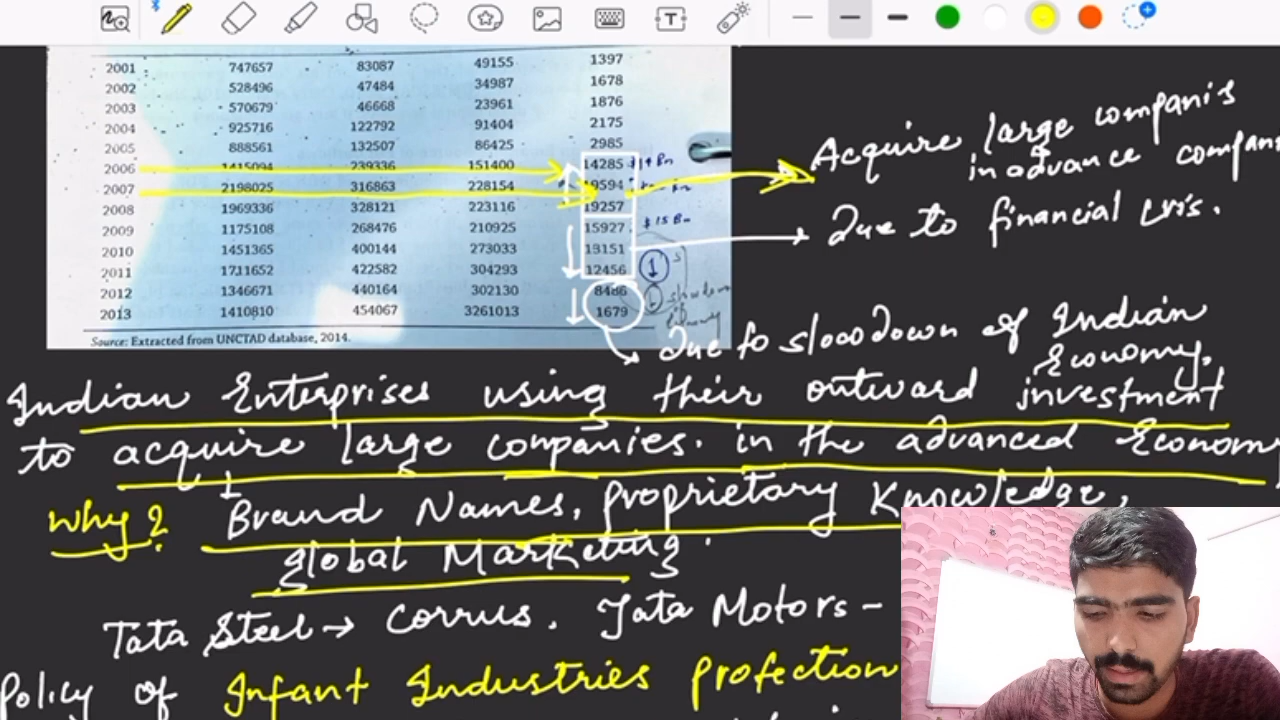 2001 747657 83087 49155 1397
2002 528496 47484 34987 1678
2003 570679 46668 23961 1876
2004 925716 122792 91404 2175
2005 888561 132507 86425 2985
2006 1415094 239336 151400 14285 $14 Bn
2007 2198025 316863 228154 19594
2008 1969336 328121 223116 19257
2009 1175108 268476 210925 15927 $15 Bn
2010 1451365 400144 273033
2011 1711652 422582 304293 12456
2012 1346671 440164 302130 8486
2013 1410810 454067 3261013 1679
Source: Extracted from UNCTAD database, 2014.
Acquire large companis
in advance compan
Due to financial cris.
Due to slowdown of Indian
Economy.
Indian Enterprises using their outward investment
to acquire large companies. in the advanced Econom
Why? Brand Names, proprietary Knowledge,
global Marketing.
Tata Steel → Corrus. Tata Motors -
Policy of Infant Industries profection